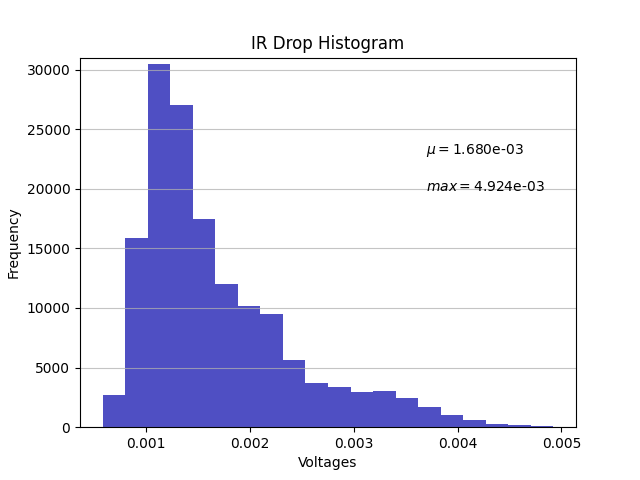 IR Drop Histogram
30000
25000
20000
15000
10000
5000
0
Frequency
μ = 1.680e-03
max = 4.924e-03
0.001 0.002 0.003 0.004 0.005
Voltages